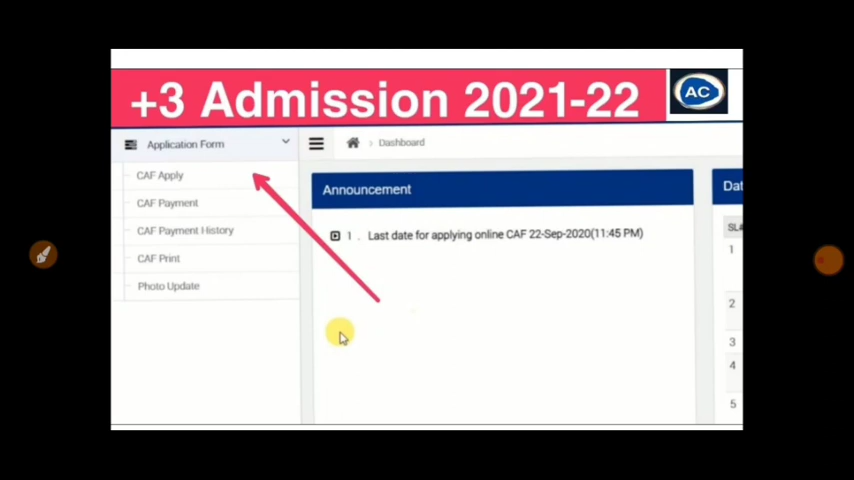 +3 Admission 2021-22
AC
Application Form
Dashboard
CAF Apply
CAF Payment
CAF Payment History
CAF Print
Photo Update
Announcement
1 . Last date for applying online CAF 22-Sep-2020(11:45 PM)
Dat
SL#
1
2
3
4
5